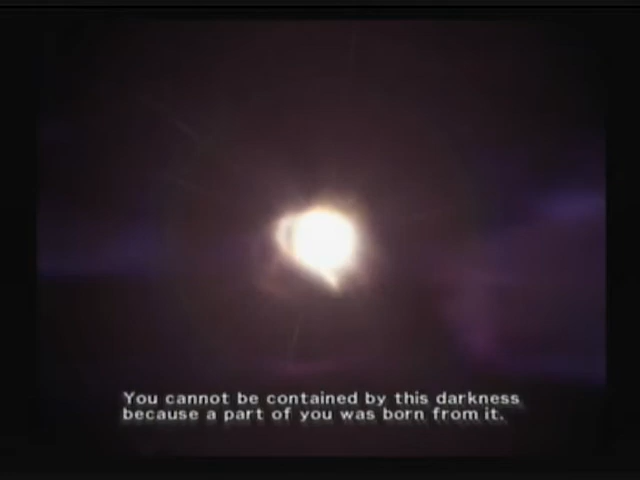 You cannot be contained by this darkness
because a part of you was born from it.